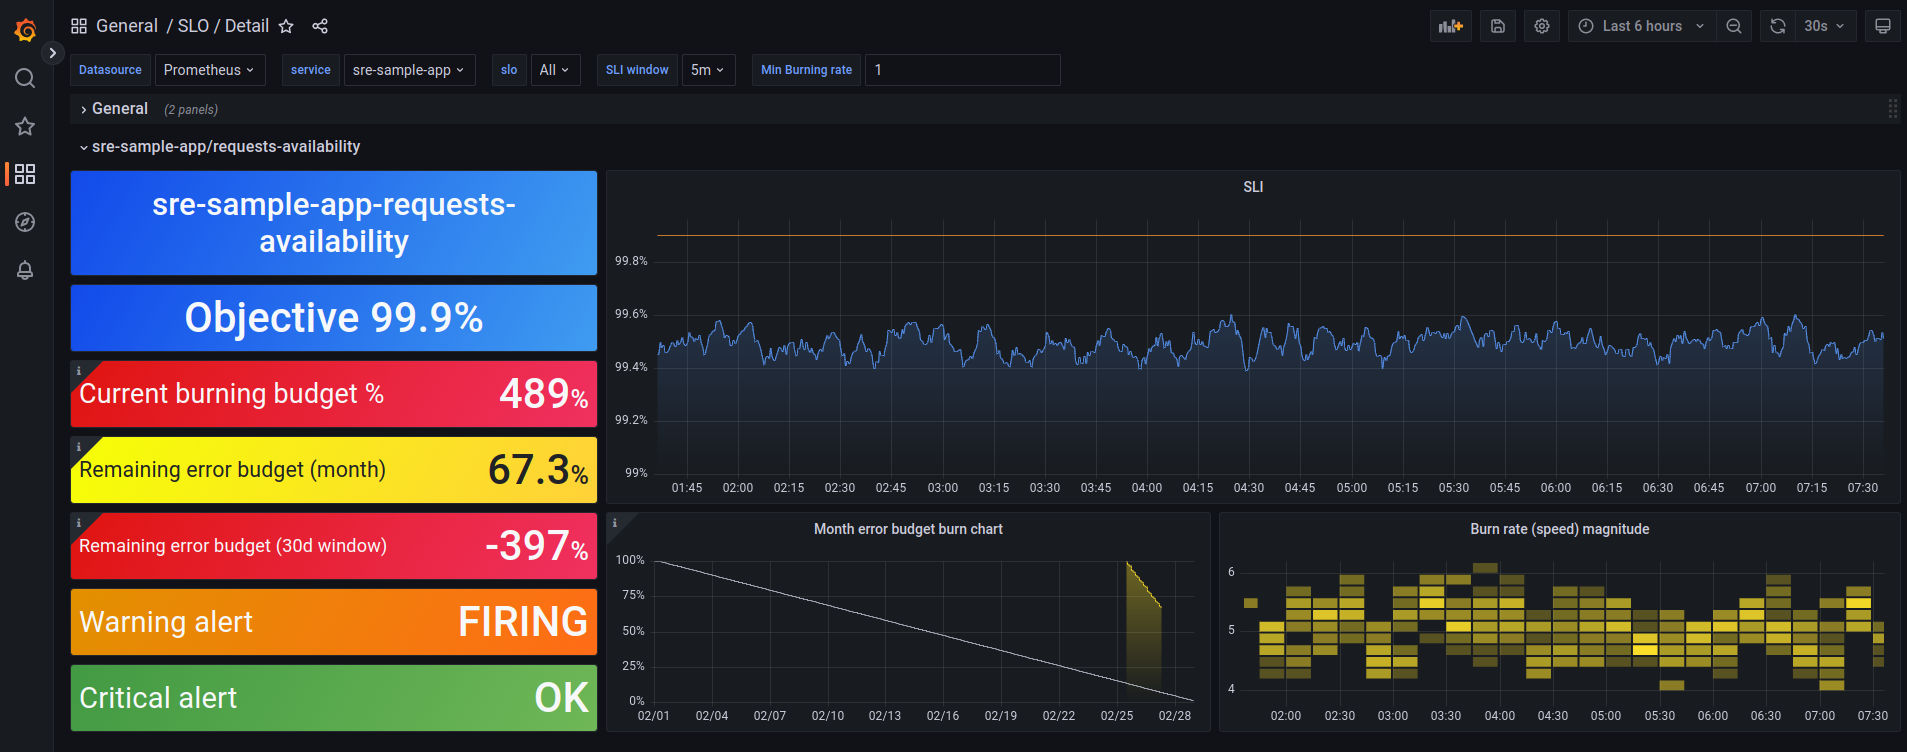 General / SLO / Detail
Last 6 hours
30s
Datasource Prometheus service sre-sample-app slo All SLI window 5m Min Burning rate 1
General (2 panels)
sre-sample-app/requests-availability
sre-sample-app-requests-
availability
Objective 99.9%
Current burning budget % 489%
Remaining error budget (month) 67.3%
Remaining error budget (30d window) -397%
Warning alert FIRING
Critical alert OK
SLI
99.8%
99.6%
99.4%
99.2%
99%
01:45 02:00 02:15 02:30 02:45 03:00 03:15 03:30 03:45 04:00 04:15 04:30 04:45 05:00 05:15 05:30 05:45 06:00 06:15 06:30 06:45 07:00 07:15 07:30
Month error budget burn chart
100%
75%
50%
25%
0%
02/01 02/04 02/07 02/10 02/13 02/16 02/19 02/22 02/25 02/28
Burn rate (speed) magnitude
6
5
4
02:00 02:30 03:00 03:30 04:00 04:30 05:00 05:30 06:00 06:30 07:00 07:30